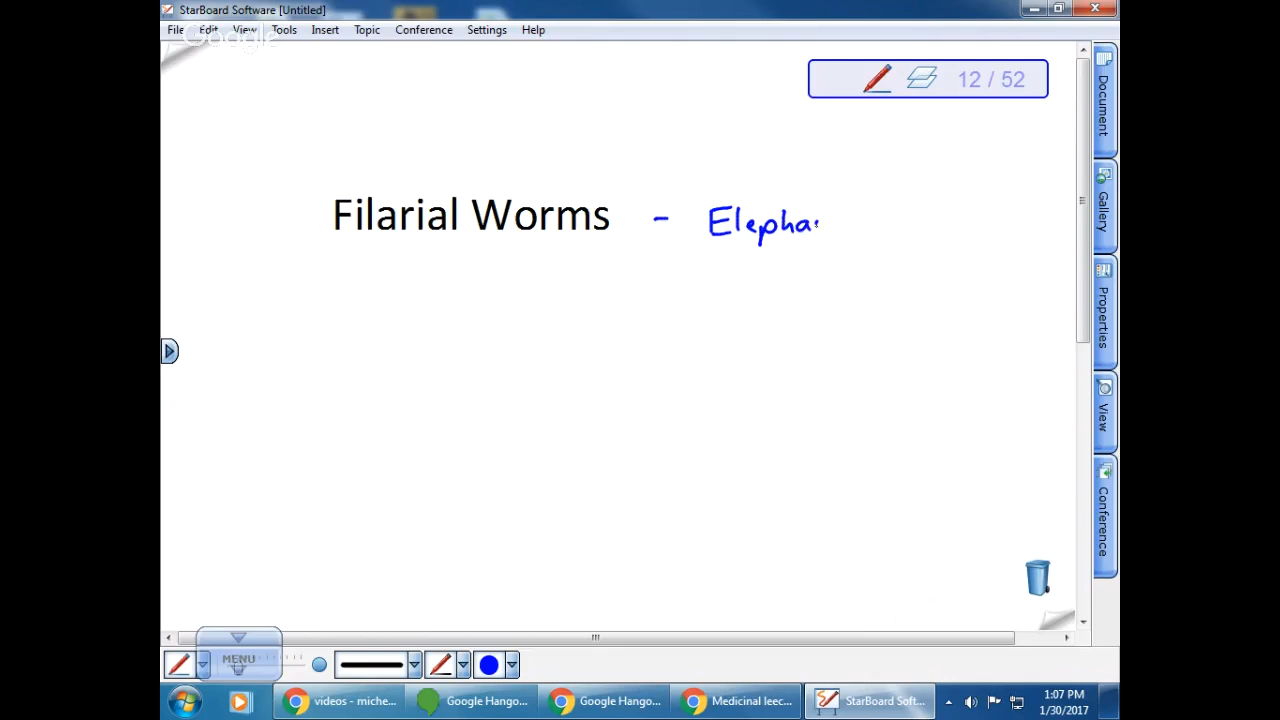 StarBoard Software [Untitled]
File Edit View Tools Insert Topic Conference Settings Help
Google
12 / 52
Document
Gallery
Properties
View
Conference
Filarial Worms - Elepha
MENU
videos - miche... Google Hango... Google Hango... Medicinal leec... StarBoard Soft...
1:07 PM
1/30/2017